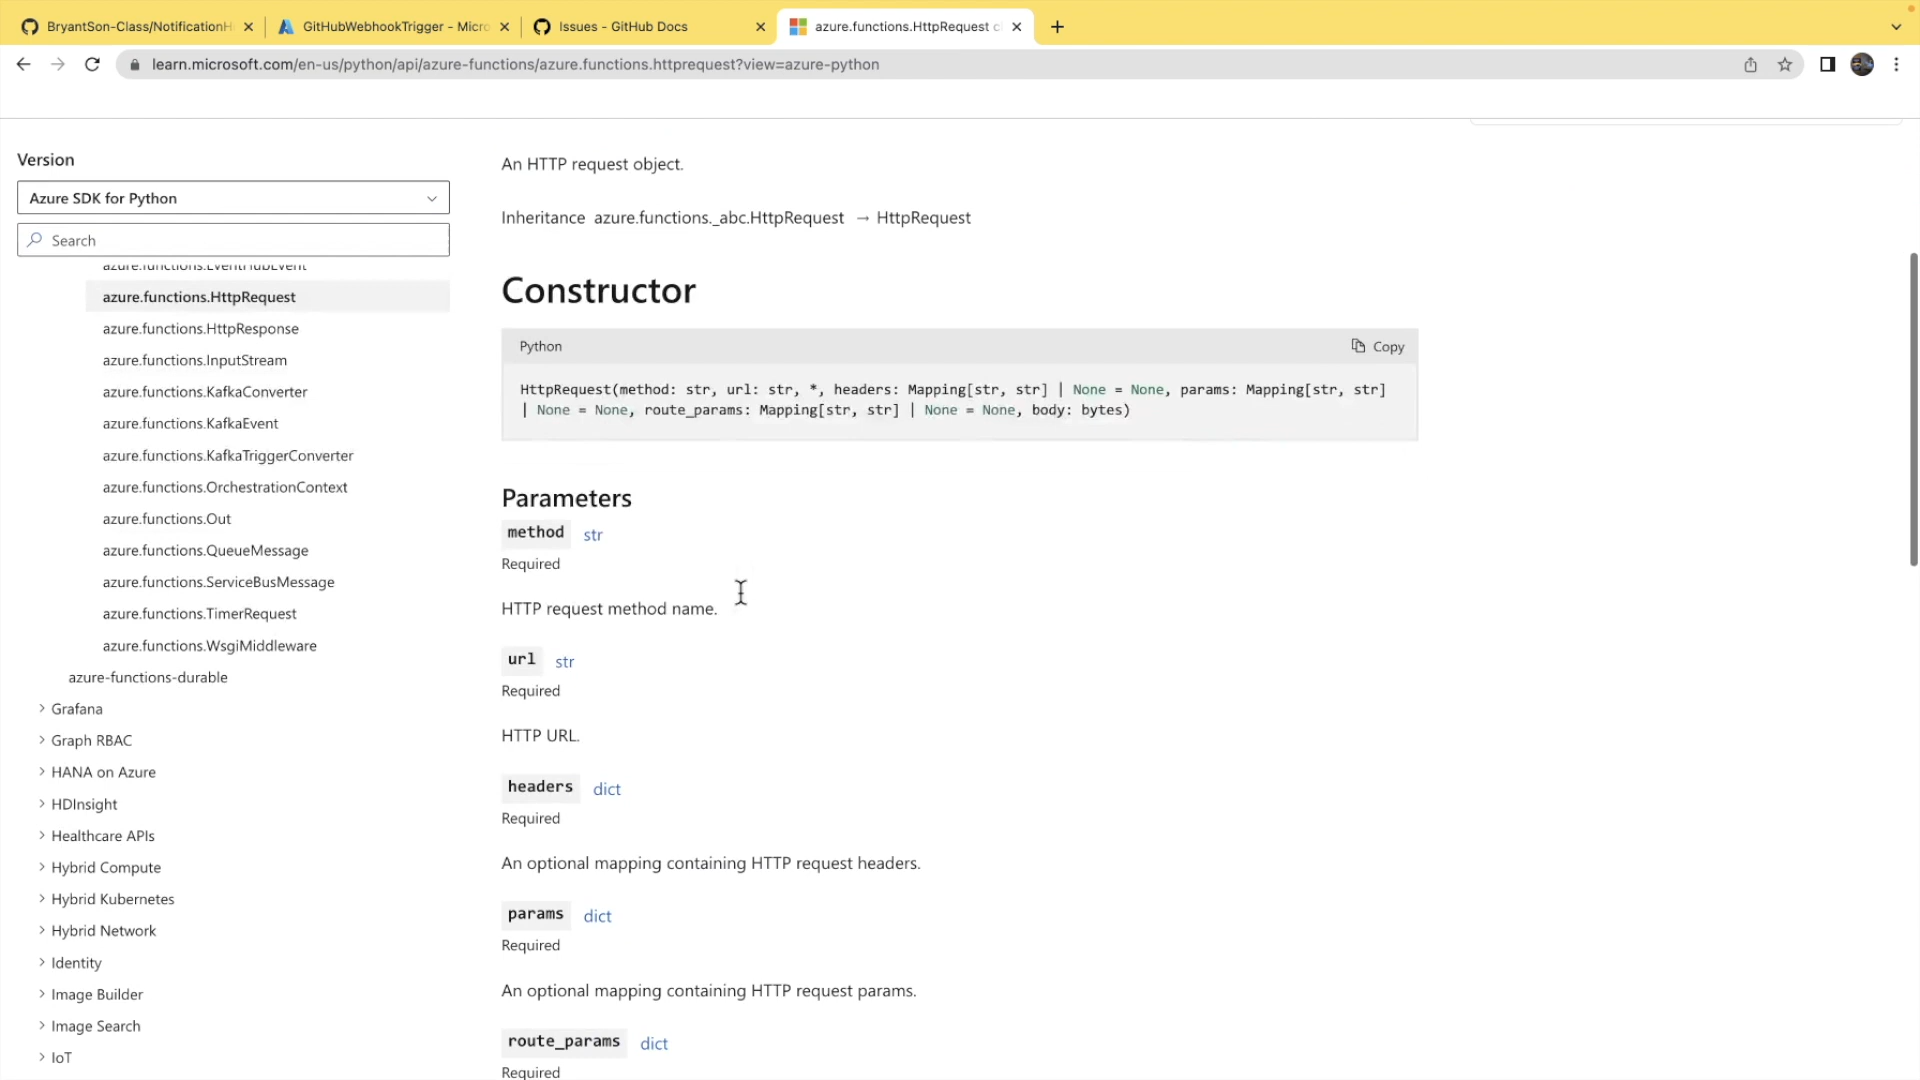 BryantSon-Class/NotificationH
GitHubWebhookTrigger - Micro
Issues - GitHub Docs
azure.functions.HttpRequest c
learn.microsoft.com/en-us/python/api/azure-functions/azure.functions.httprequest?view=azure-python
Version
Azure SDK for Python
Search
azure.functions.EventHubEvent
azure.functions.HttpRequest
azure.functions.HttpResponse
azure.functions.InputStream
azure.functions.KafkaConverter
azure.functions.KafkaEvent
azure.functions.KafkaTriggerConverter
azure.functions.OrchestrationContext
azure.functions.Out
azure.functions.QueueMessage
azure.functions.ServiceBusMessage
azure.functions.TimerRequest
azure.functions.WsgiMiddleware
azure-functions-durable
Grafana
Graph RBAC
HANA on Azure
HDInsight
Healthcare APIs
Hybrid Compute
Hybrid Kubernetes
Hybrid Network
Identity
Image Builder
Image Search
IoT
An HTTP request object.
Inheritance azure.functions._abc.HttpRequest → HttpRequest
Constructor
Python
Copy
HttpRequest(method: str, url: str, *, headers: Mapping[str, str] | None = None, params: Mapping[str, str]
| None = None, route_params: Mapping[str, str] | None = None, body: bytes)
Parameters
method str
Required
HTTP request method name.
url str
Required
HTTP URL.
headers dict
Required
An optional mapping containing HTTP request headers.
params dict
Required
An optional mapping containing HTTP request params.
route_params dict
Required